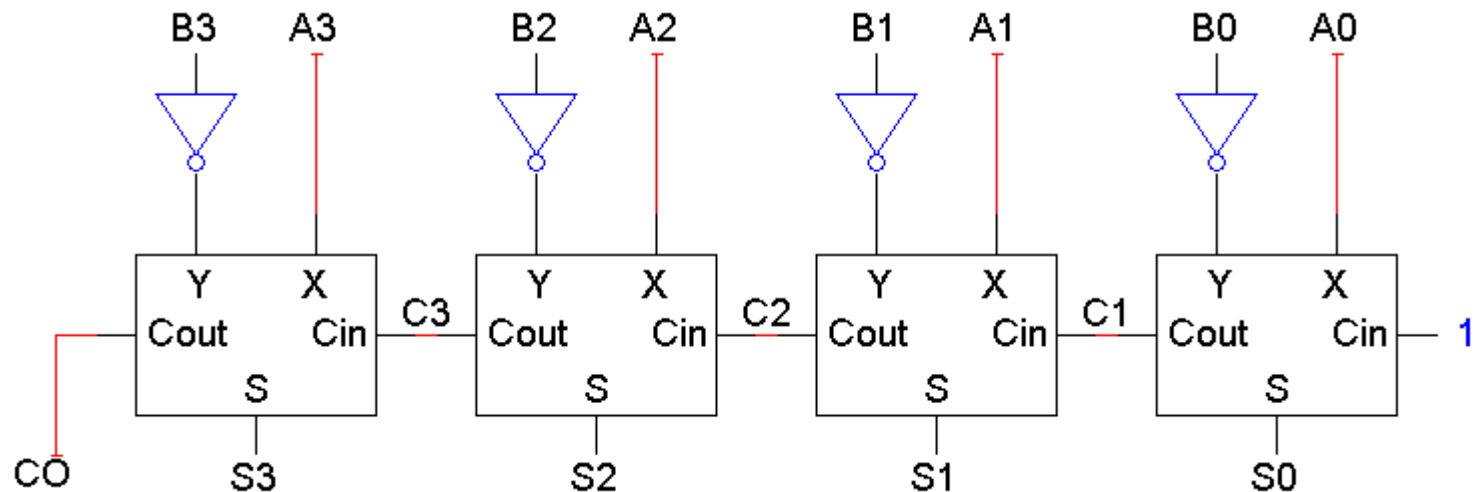 B3 A3 B2 A2 B1 A1 B0 A0
Y X Y X Y X Y X
Cout Cin C3 Cout Cin C2 Cout Cin C1 Cout Cin 1
S S S S
CO S3 S2 S1 S0